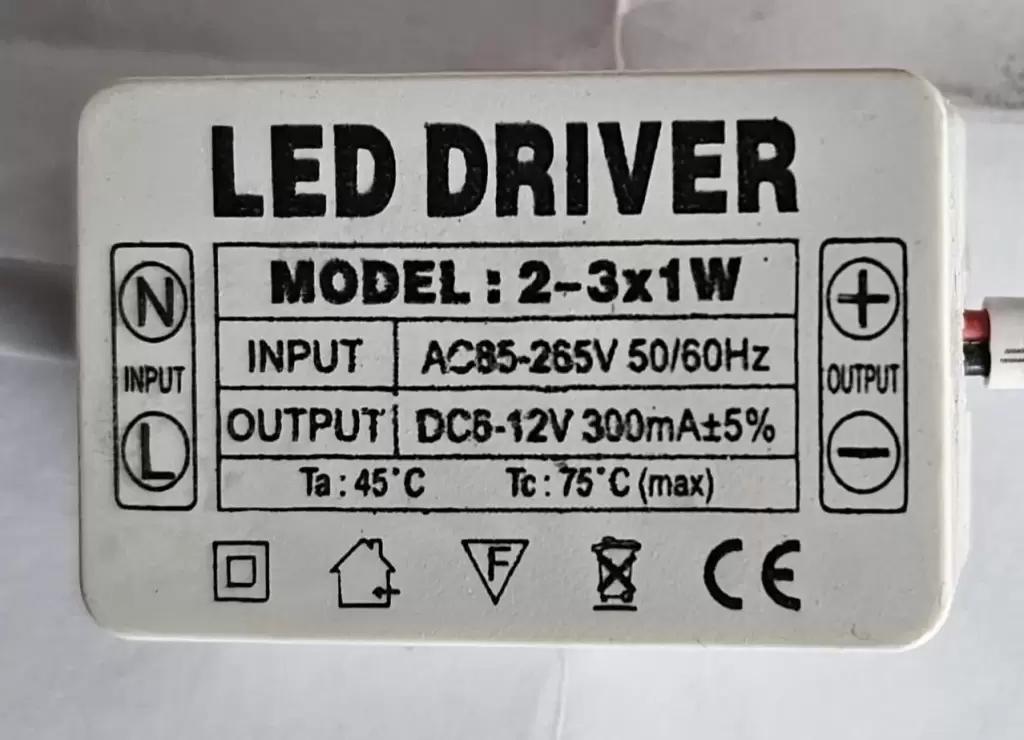 LED DRIVER
MODEL : 2-3x1W
N
INPUT
L
INPUT AC85-265V 50/60Hz
OUTPUT DC6-12V 300mA±5%
Ta : 45°C Tc : 75°C (max)
+
OUTPUT
−
F
CE